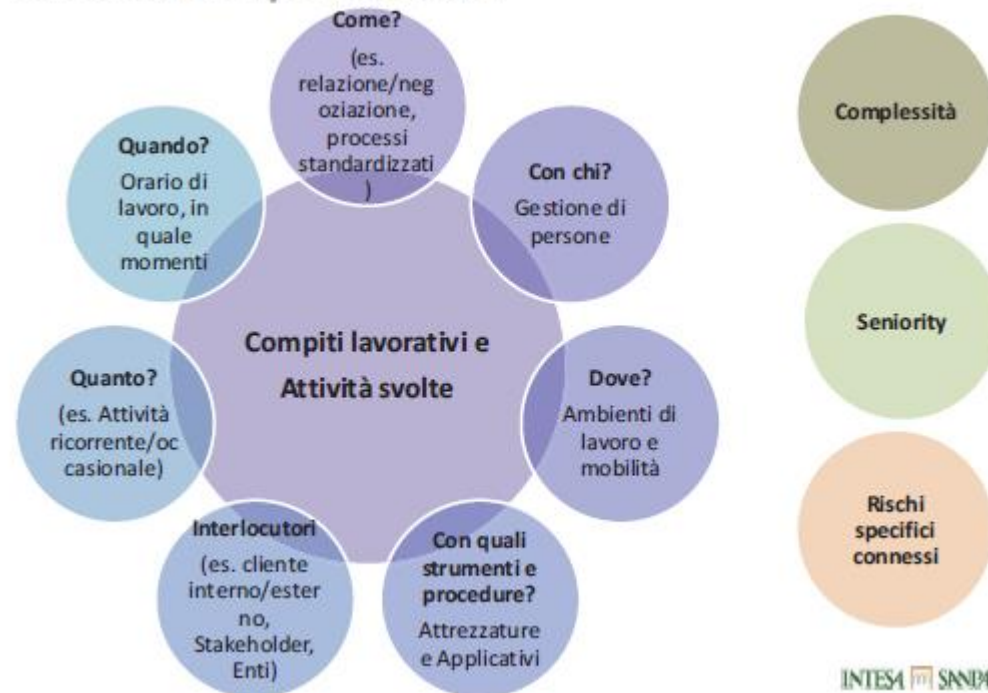 Come?
(es.
relazione/neg
oziazione,
processi
standardizzati
)
Con chi?
Gestione di
persone
Dove?
Ambienti di
lavoro e
mobilità
Con quali
strumenti e
procedure?
Attrezzature
e Applicativi
Interlocutori
(es. cliente
interno/ester
no,
Stakeholder,
Enti)
Quanto?
(es. Attività
ricorrente/oc
casionale)
Quando?
Orario di
lavoro, in
quale
momenti
Compiti lavorativi e
Attività svolte
Complessità
Seniority
Rischi
specifici
connessi
INTESA SANPA